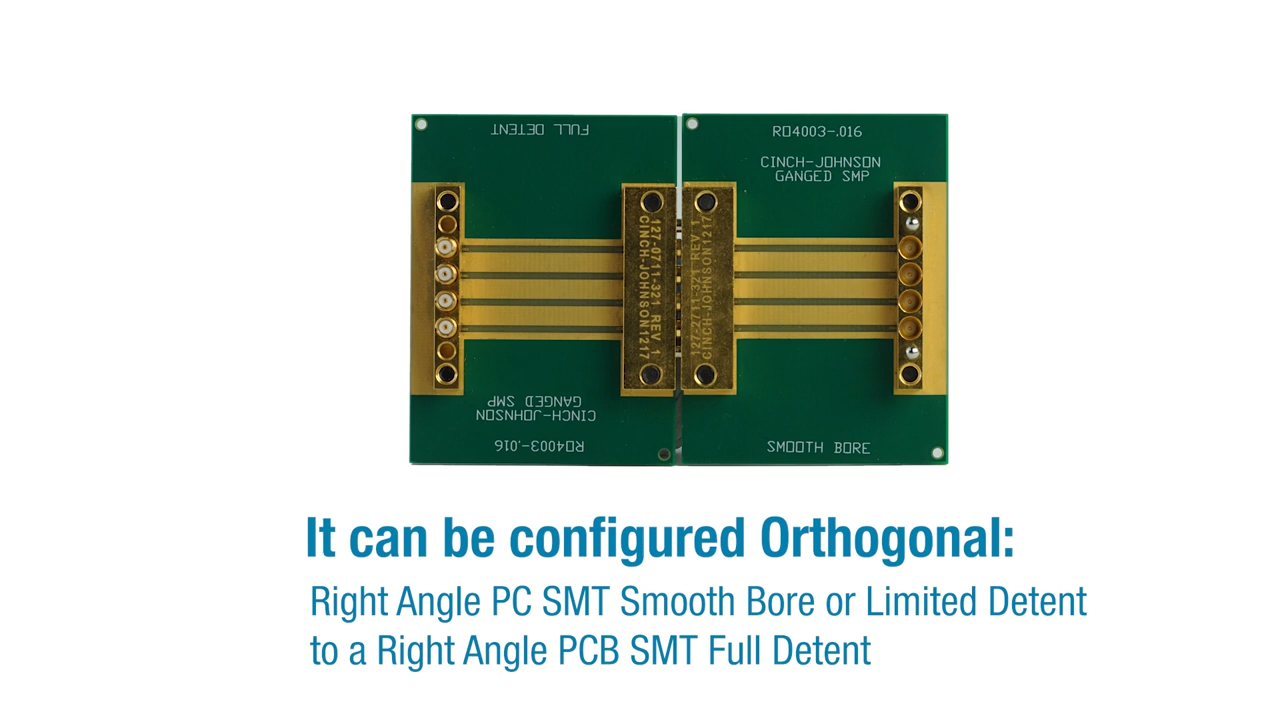 FULL DETENT
127-0711-321 REV 1
CINCH-JOHNSON1217
CINCH-JOHNSON
GANGED SMP
RO4003-.016
RO4003-.016
CINCH-JOHNSON
GANGED SMP
127-2711-321 REV 1
CINCH-JOHNSON1217
SMOOTH BORE
It can be configured Orthogonal:
Right Angle PC SMT Smooth Bore or Limited Detent
to a Right Angle PCB SMT Full Detent